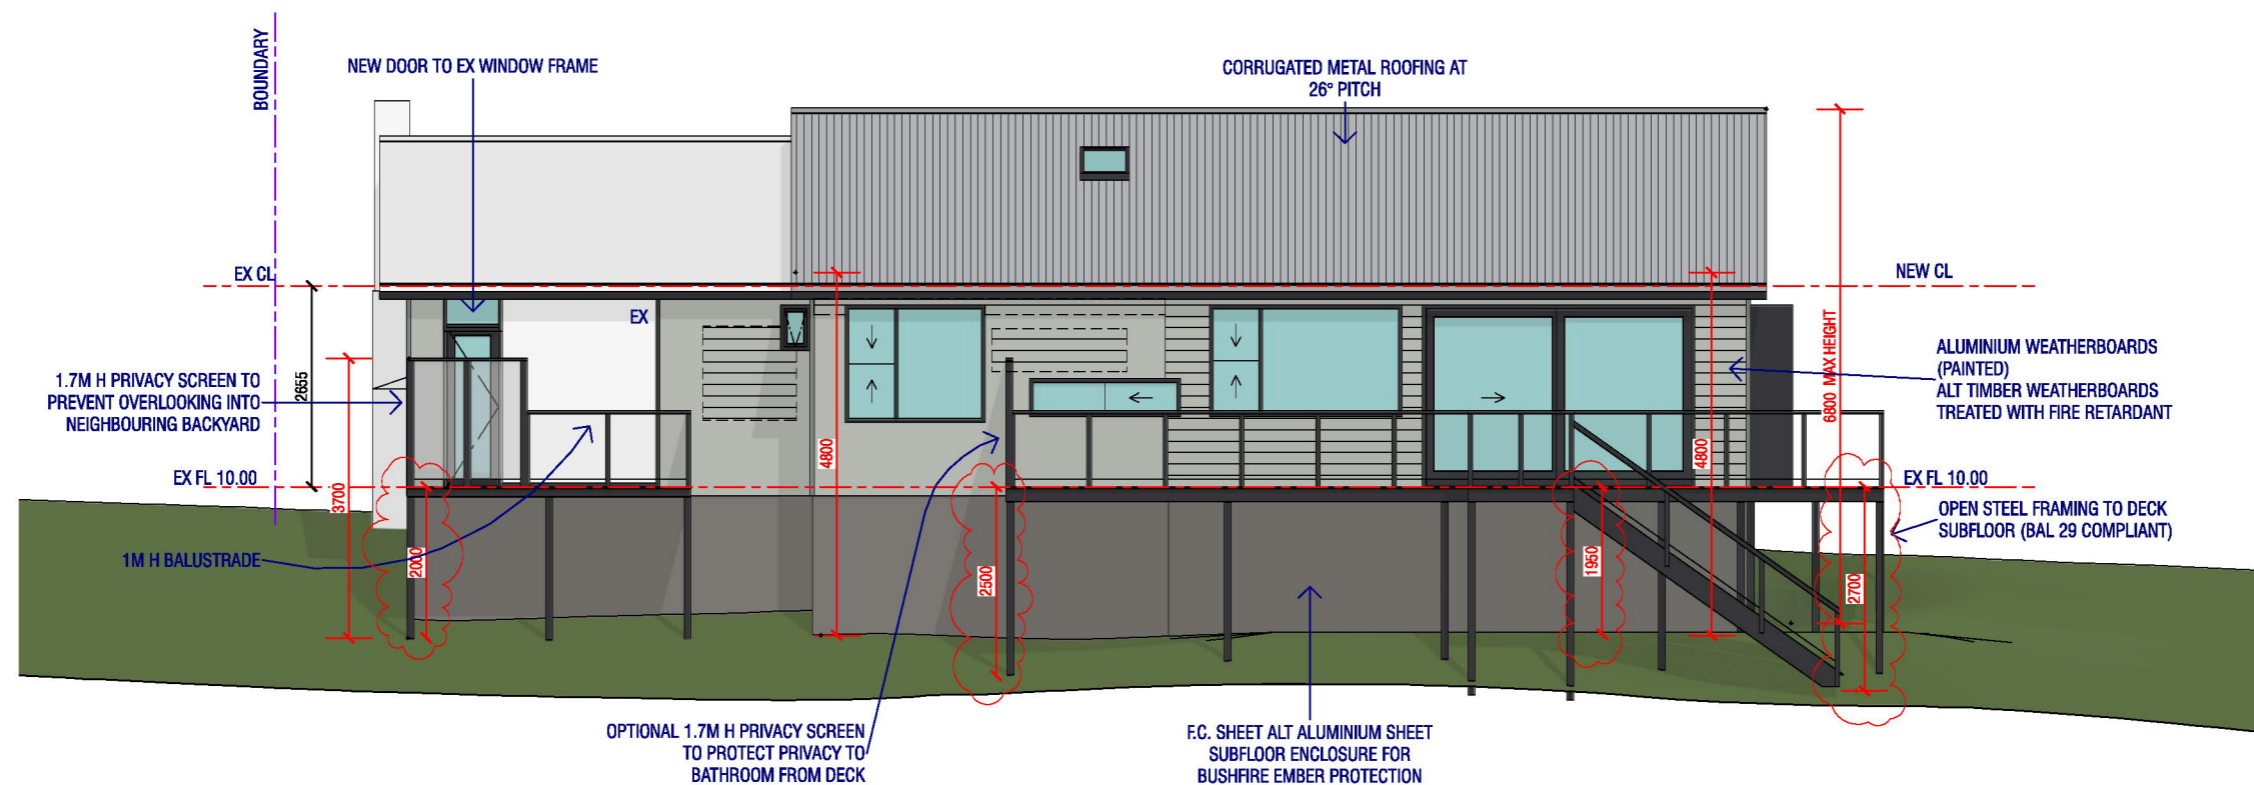 BOUNDARY
NEW DOOR TO EX WINDOW FRAME
CORRUGATED METAL ROOFING AT
26° PITCH
EX CL
NEW CL
EX
2655
1.7M H PRIVACY SCREEN TO
PREVENT OVERLOOKING INTO
NEIGHBOURING BACKYARD
6800 MAX HEIGHT
ALUMINIUM WEATHERBOARDS
(PAINTED)
ALT TIMBER WEATHERBOARDS
TREATED WITH FIRE RETARDANT
4800
4800
EX FL 10.00
EX FL 10.00
3700
OPEN STEEL FRAMING TO DECK
SUBFLOOR (BAL 29 COMPLIANT)
1M H BALUSTRADE
2000
2500
1950
2700
OPTIONAL 1.7M H PRIVACY SCREEN
TO PROTECT PRIVACY TO
BATHROOM FROM DECK
F.C. SHEET ALT ALUMINIUM SHEET
SUBFLOOR ENCLOSURE FOR
BUSHFIRE EMBER PROTECTION